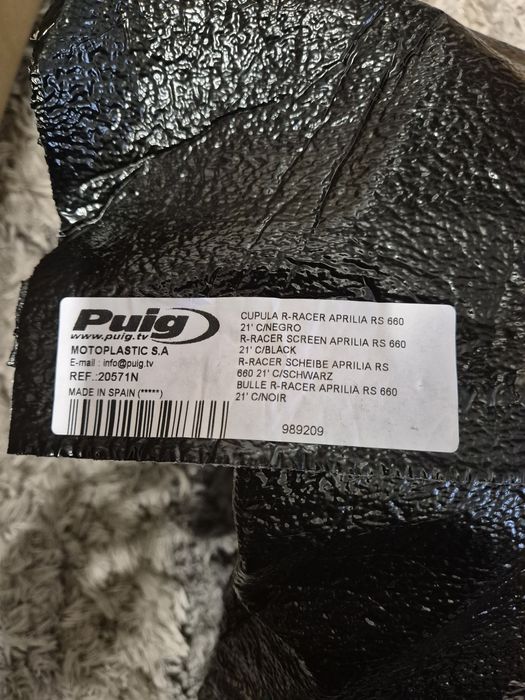 Puig
www.puig.tv
MOTOPLASTIC S.A
E-mail : info@puig.tv
REF.:20571N
MADE IN SPAIN (*****)
CUPULA R-RACER APRILIA RS 660
21' C/NEGRO
R-RACER SCREEN APRILIA RS 660
21' C/BLACK
R-RACER SCHEIBE APRILIA RS
660 21' C/SCHWARZ
BULLE R-RACER APRILIA RS 660
21' C/NOIR
989209